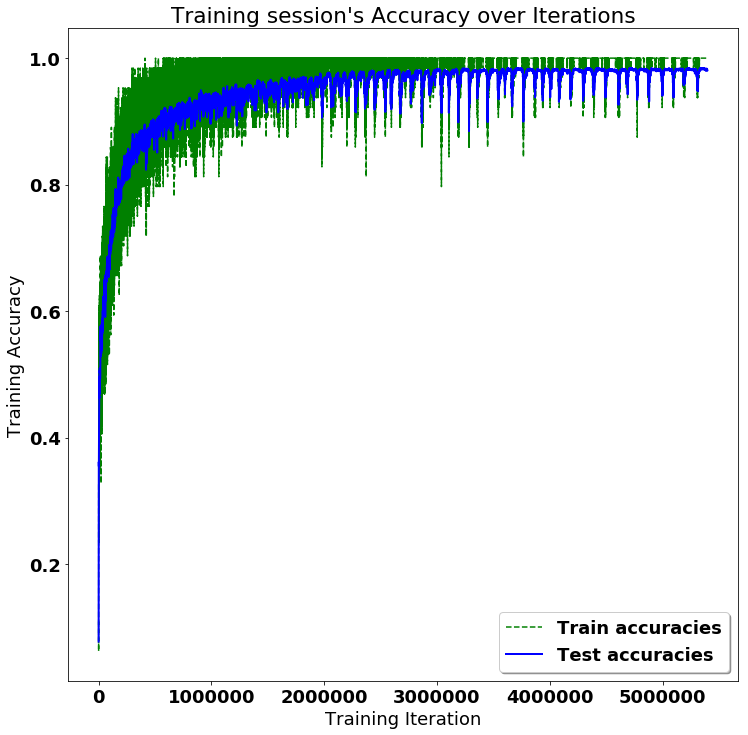 Training session's Accuracy over Iterations
1.0
0.8
0.6
0.4
0.2
Training Accuracy
0 1000000 2000000 3000000 4000000 5000000
Training Iteration
Train accuracies
Test accuracies